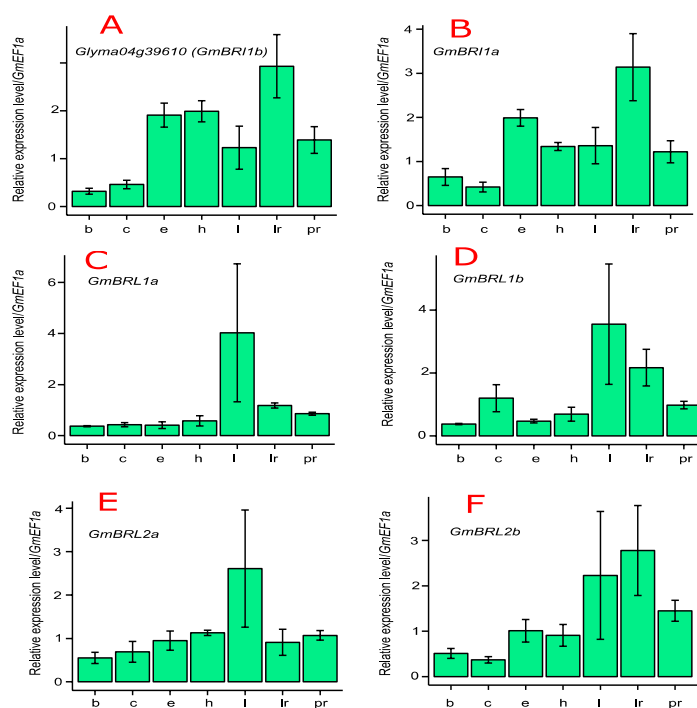 A
Glyma04g39610 (GmBRI1b)
Relative expression level/GmEF1a
2
1
0
b c e h l lr pr
B
GmBRI1a
Relative expression level/GmEF1a
4
3
2
1
0
b c e h l lr pr
C
GmBRL1a
Relative expression level/GmEF1a
6
4
2
0
b c e h l lr pr
D
GmBRL1b
Relative expression level/GmEF1a
4
2
0
b c e h l lr pr
E
GmBRL2a
Relative expression level/GmEF1a
4
3
2
1
0
b c e h l lr pr
F
GmBRL2b
Relative expression level/GmEF1a
3
2
1
0
b c e h l lr pr